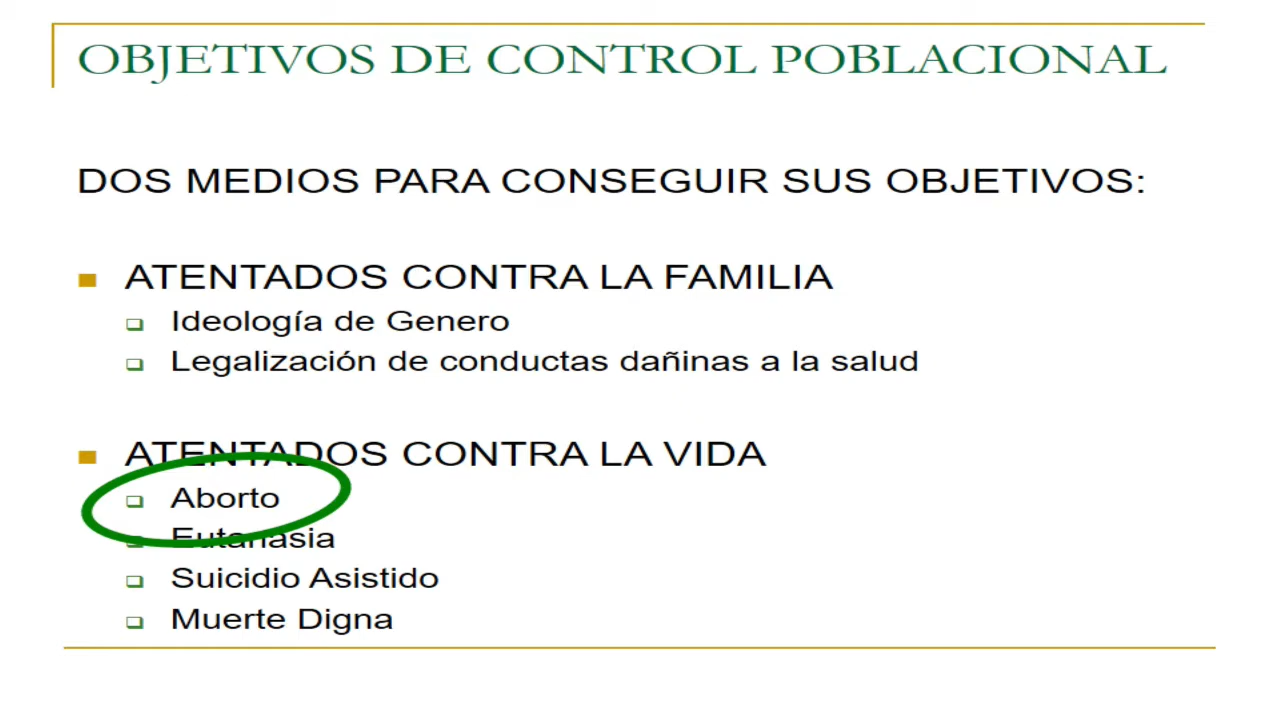 OBJETIVOS DE CONTROL POBLACIONAL
DOS MEDIOS PARA CONSEGUIR SUS OBJETIVOS:
ATENTADOS CONTRA LA FAMILIA
Ideología de Genero
Legalización de conductas dañinas a la salud
ATENTADOS CONTRA LA VIDA
Aborto
Eutanasia
Suicidio Asistido
Muerte Digna